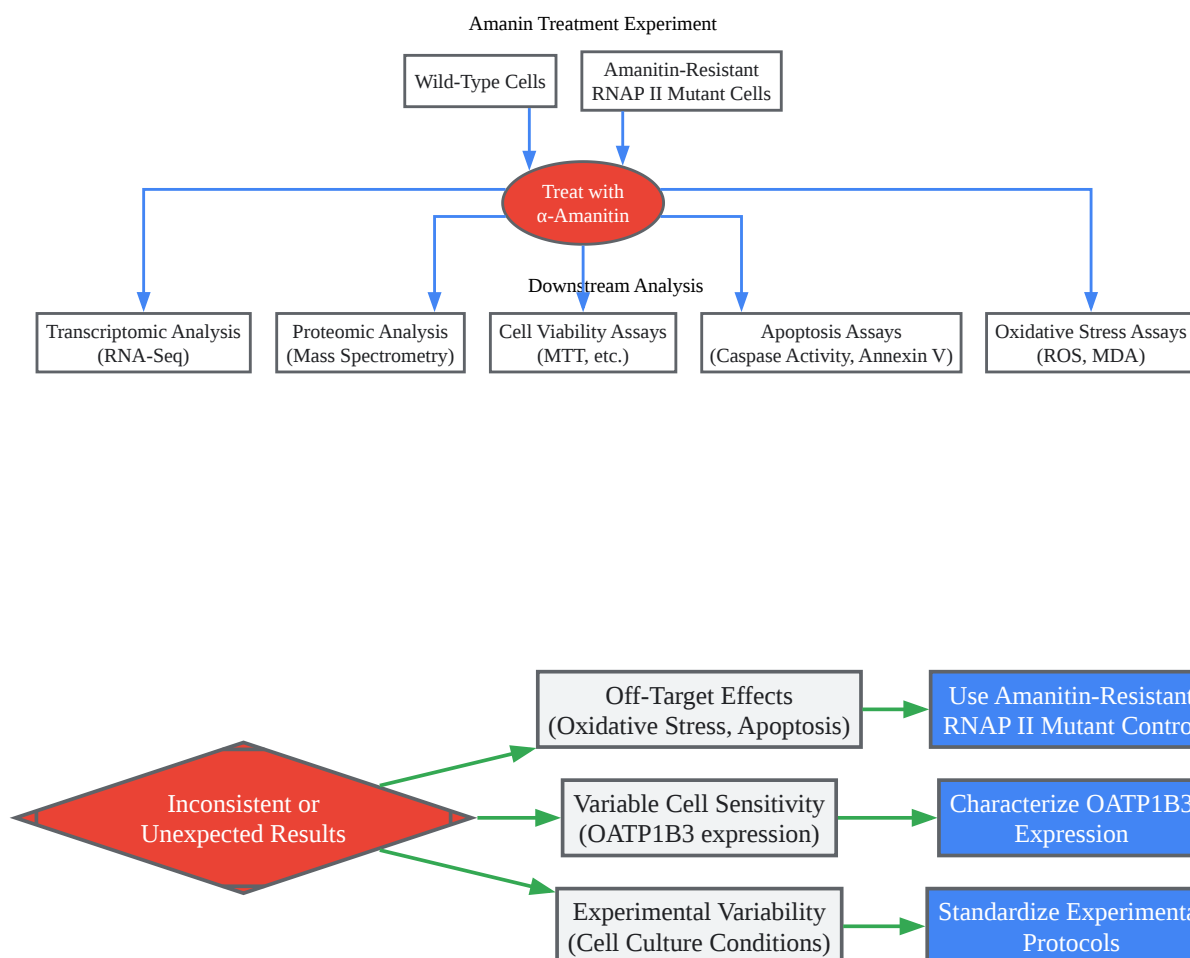 Amanin Treatment Experiment
Wild-Type Cells
Amanitin-Resistant
RNAP II Mutant Cells
Treat with
α-Amanitin
Downstream Analysis
Transcriptomic Analysis
(RNA-Seq)
Proteomic Analysis
(Mass Spectrometry)
Cell Viability Assays
(MTT, etc.)
Apoptosis Assays
(Caspase Activity, Annexin V)
Oxidative Stress Assays
(ROS, MDA)
Inconsistent or
Unexpected Results
Off-Target Effects
(Oxidative Stress, Apoptosis)
Use Amanitin-Resistant
RNAP II Mutant Contro
Variable Cell Sensitivity
(OATP1B3 expression)
Characterize OATP1B3
Expression
Experimental Variability
(Cell Culture Conditions)
Standardize Experimenta
Protocols